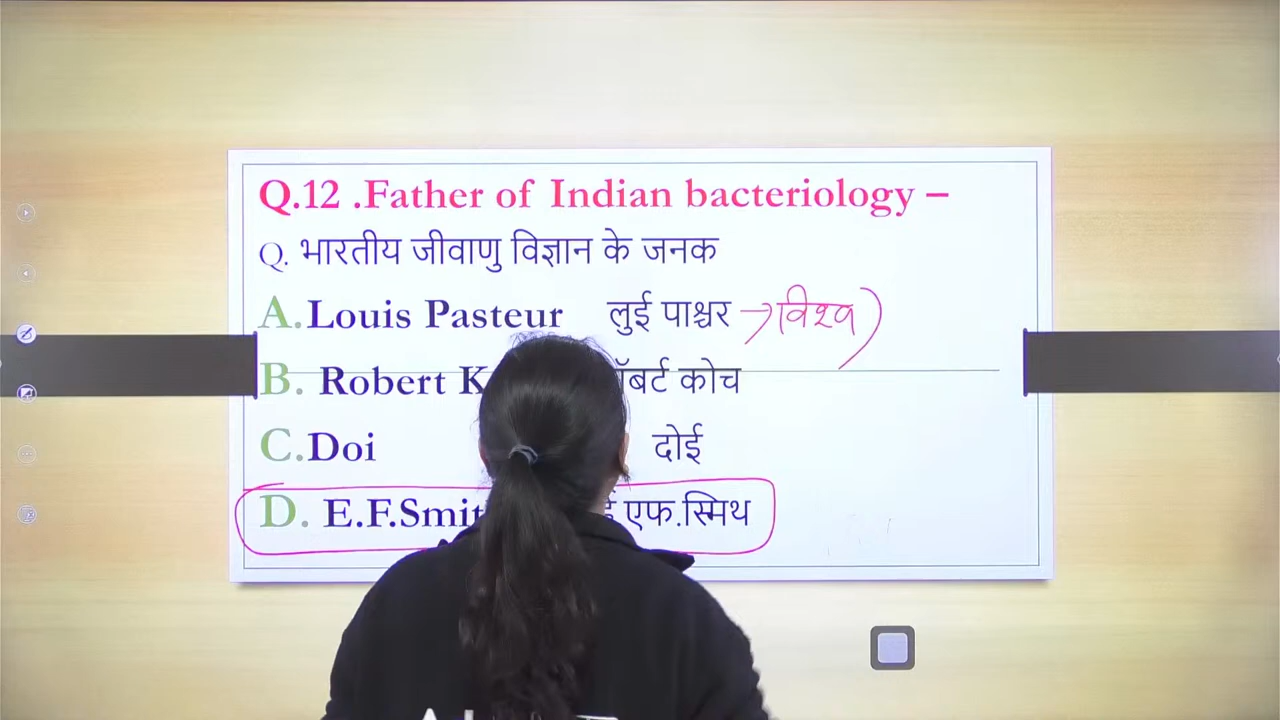 Q.12 .Father of Indian bacteriology –
Q. भारतीय जीवाणु विज्ञान के जनक
A.Louis Pasteur लुई पाश्चर →विश्व)
B. Robert K ॉबर्ट कोच
C.Doi दोई
D. E.F.Smit एफ.स्मिथ